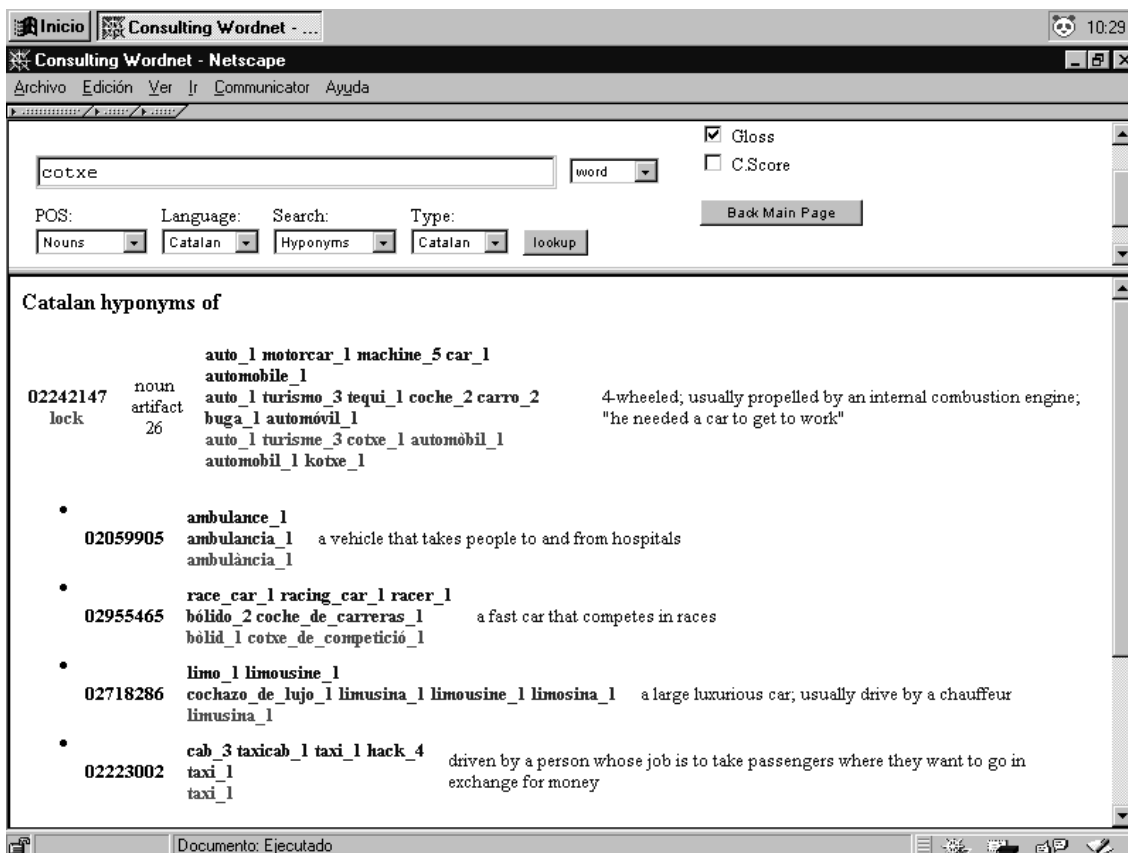 Inicio
Consulting Wordnet - ...
10:29
Consulting Wordnet - Netscape
Archivo Edición Ver Ir Communicator Ayuda
Gloss
cotxe
word
C.Score
POS: Language: Search: Type:
Back Main Page
Nouns Catalan Hyponyms Catalan lookup
Catalan hyponyms of
02242147
lock
noun
artifact
26
auto_1 motorcar_1 machine_5 car_1
automobile_1
auto_1 turismo_3 tequi_1 coche_2 carro_2
buga_1 automóvil_1
auto_1 turisme_3 cotxe_1 automòbil_1
automobil_1 kotxe_1
4-wheeled; usually propelled by an internal combustion engine;
"he needed a car to get to work"
02059905
ambulance_1
ambulancia_1
ambulància_1
a vehicle that takes people to and from hospitals
02955465
race_car_1 racing_car_1 racer_1
bólido_2 coche_de_carreras_1
bòlid_1 cotxe_de_competició_1
a fast car that competes in races
02718286
limo_1 limousine_1
cochazo_de_lujo_1 limusina_1 limousine_1 limosina_1
limusina_1
a large luxurious car; usually drive by a chauffeur
02223002
cab_3 taxicab_1 taxi_1 hack_4
taxi_1
taxi_1
driven by a person whose job is to take passengers where they want to go in
exchange for money
Documento: Ejecutado